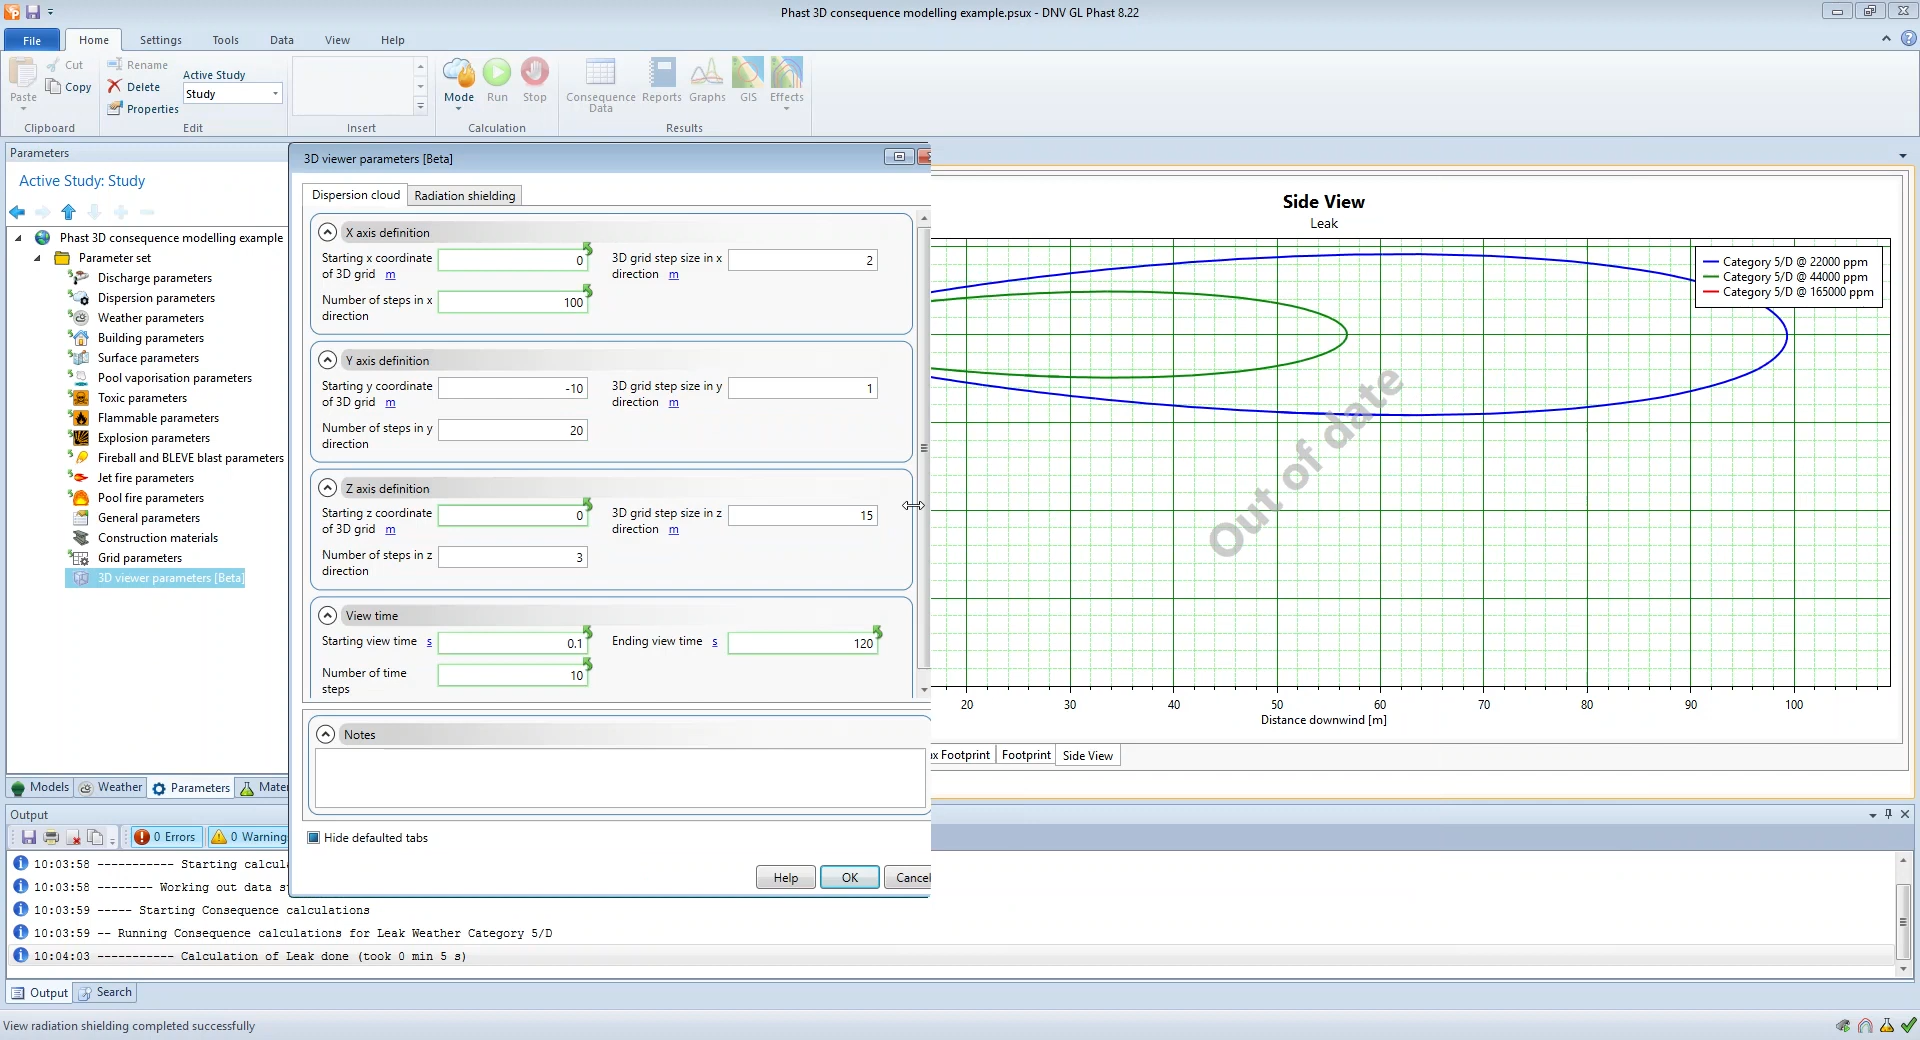 Phast 3D consequence modelling example.psux - DNV GL Phast 8.22
File
Home
Settings
Tools
Data
View
Help
Paste
Cut
Copy
Clipboard
Rename
Delete
Properties
Active Study
Study
Edit
Insert
Mode
Run
Stop
Calculation
Consequence
Data
Reports
Graphs
GIS
Effects
Results
Parameters
Active Study: Study
Phast 3D consequence modelling example
Parameter set
Discharge parameters
Dispersion parameters
Weather parameters
Building parameters
Surface parameters
Pool vaporisation parameters
Toxic parameters
Flammable parameters
Explosion parameters
Fireball and BLEVE blast parameters
Jet fire parameters
Pool fire parameters
General parameters
Construction materials
Grid parameters
3D viewer parameters [Beta]
Models
Weather
Parameters
Mater
3D viewer parameters [Beta]
Dispersion cloud
Radiation shielding
X axis definition
Starting x coordinate
of 3D grid m
0
3D grid step size in x
direction m
2
Number of steps in x
direction
100
Y axis definition
Starting y coordinate
of 3D grid m
-10
3D grid step size in y
direction m
1
Number of steps in y
direction
20
Z axis definition
Starting z coordinate
of 3D grid m
0
3D grid step size in z
direction m
15
Number of steps in z
direction
3
View time
Starting view time s
0.1
Ending view time s
120
Number of time
steps
10
Notes
Hide defaulted tabs
Help
OK
Cancel
Side View
Leak
Category 5/D @ 22000 ppm
Category 5/D @ 44000 ppm
Category 5/D @ 165000 ppm
Out of date
20 30 40 50 60 70 80 90 100
Distance downwind [m]
x Footprint
Footprint
Side View
Output
0 Errors
0 Warning
10:03:58 ----------- Starting calcul
10:03:58 -------- Working out data s
10:03:59 ----- Starting Consequence calculations
10:03:59 -- Running Consequence calculations for Leak Weather Category 5/D
10:04:03 ----------- Calculation of Leak done (took 0 min 5 s)
Output
Search
View radiation shielding completed successfully